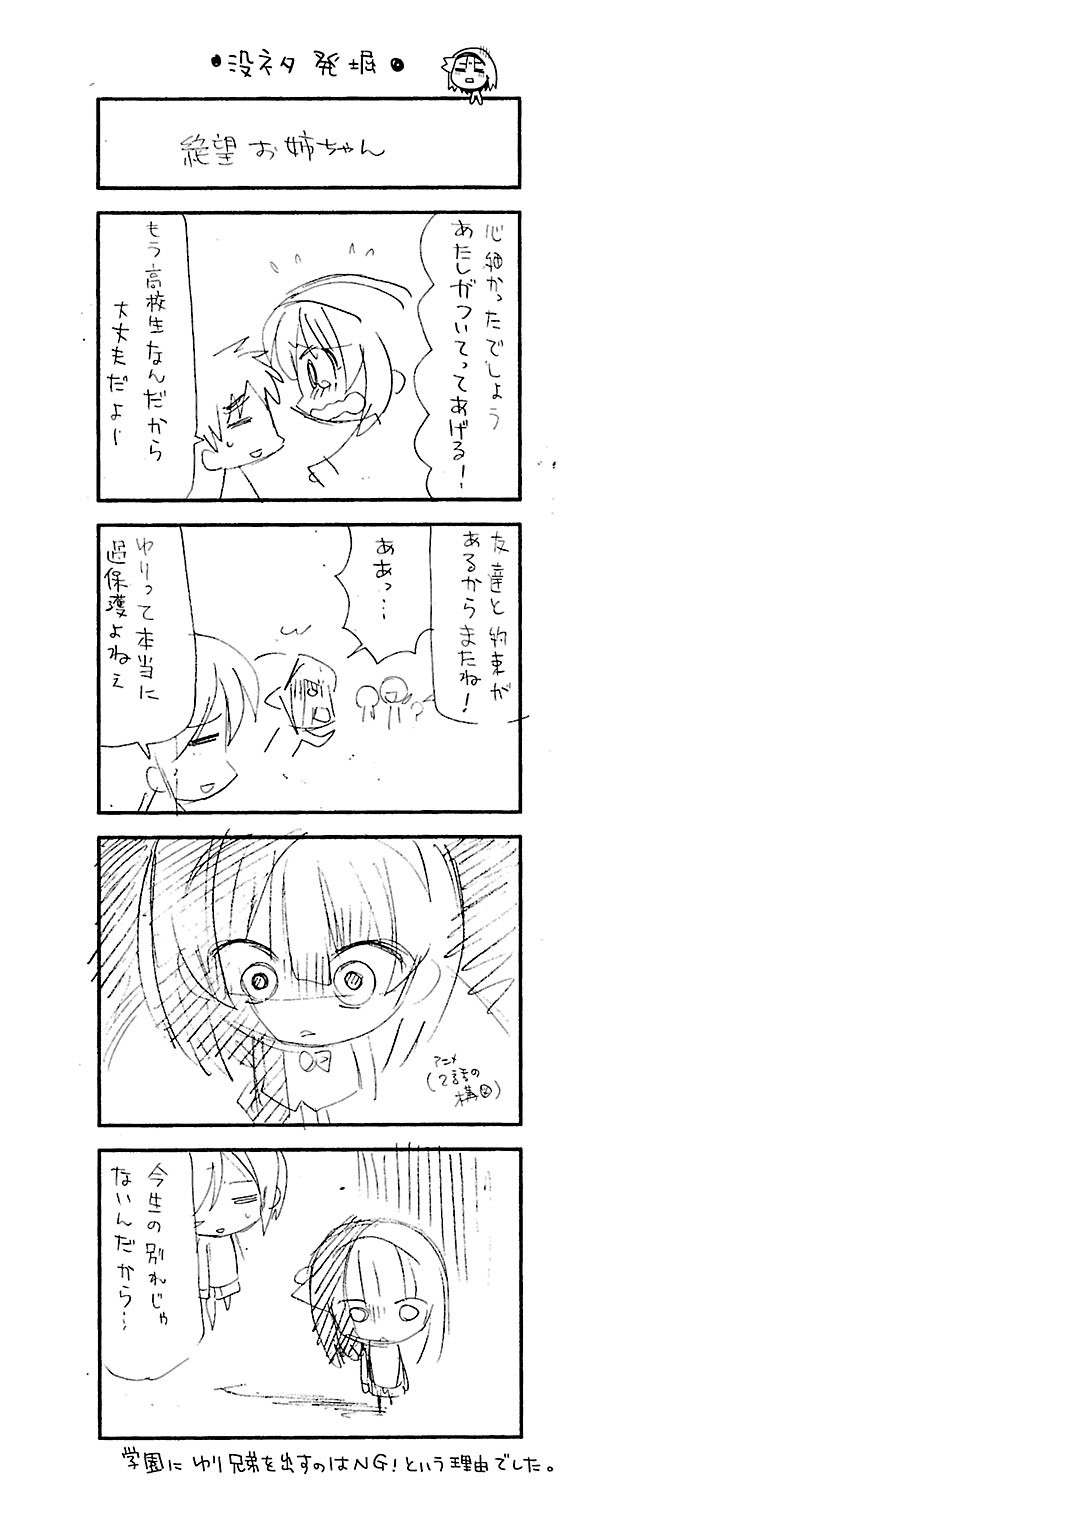 •没ネタ発掘•
絶望お姉ちゃん
心細かったでしょう
あたしがついてってあげる！
もう高校生なんだから
大丈夫だよー
友達と約束が
あるからまたね！
ああっ…
ゆりって本当に
過保護よねぇ
アニメ
(2話の
構図)
今生の別れじゃ
ないんだから…
学園にゆり兄弟を出すのはNG！という理由でした。